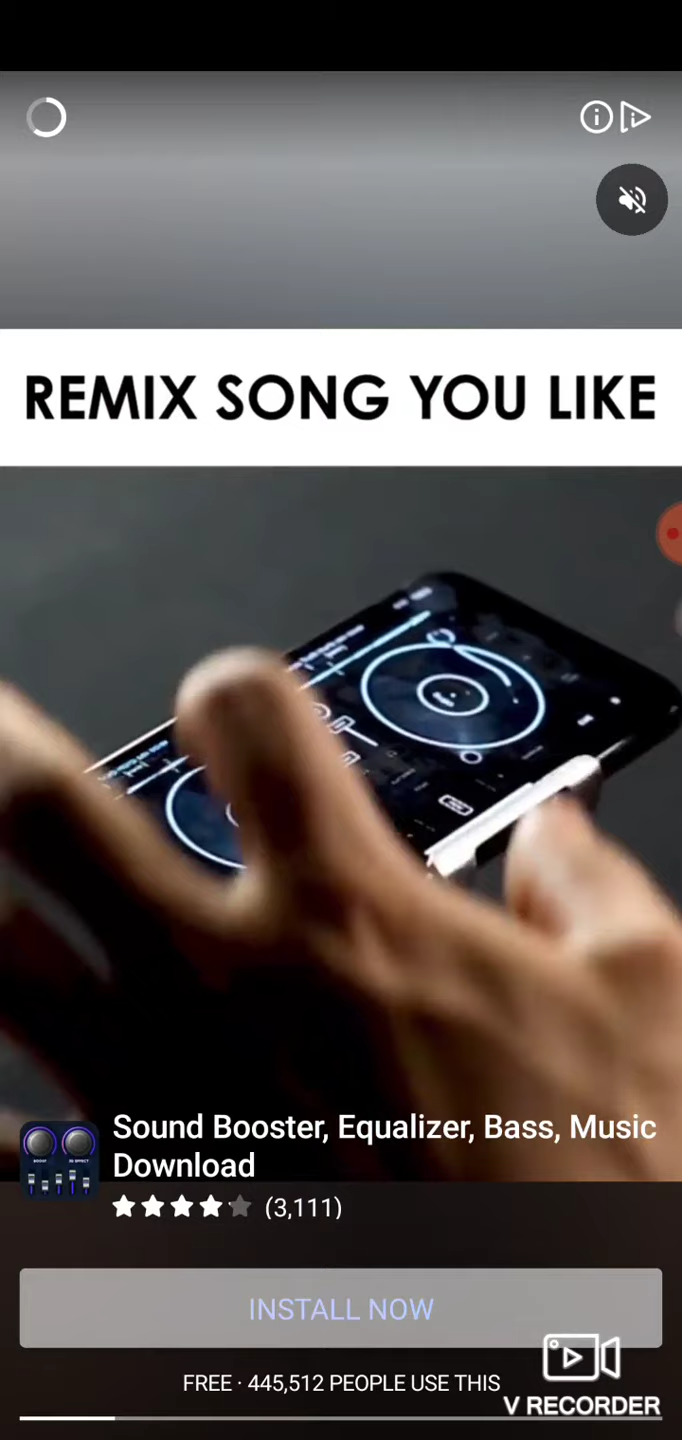 REMIX SONG YOU LIKE
Sound Booster, Equalizer, Bass, Music
Download
(3,111)
INSTALL NOW
FREE · 445,512 PEOPLE USE THIS
V RECORDER